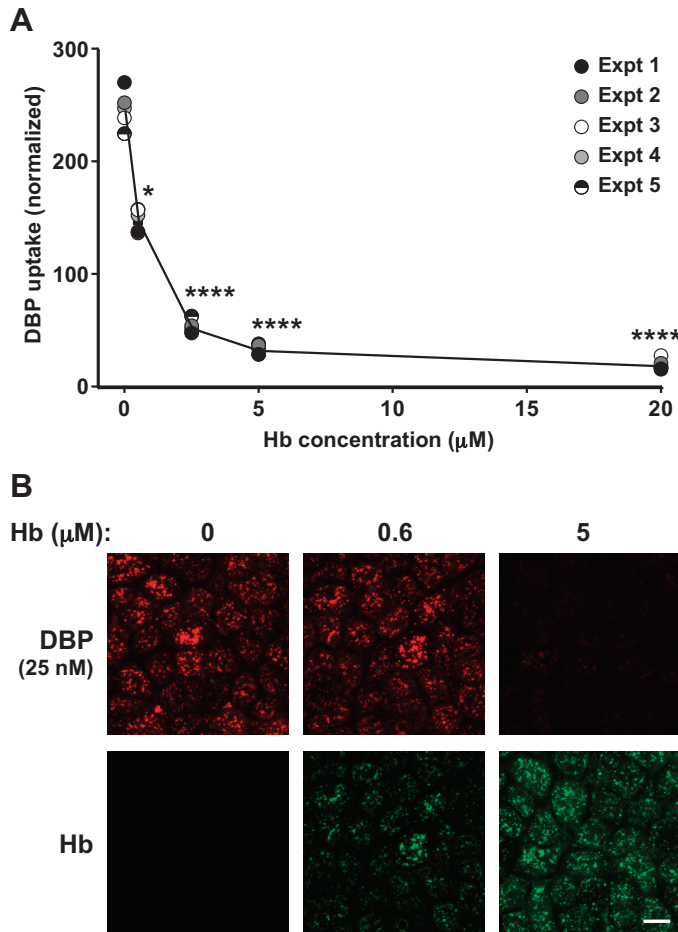 A
300
200
100
0
DBP uptake (normalized)
Expt 1
Expt 2
Expt 3
Expt 4
Expt 5
*
****
****
****
0
5
10
15
20
Hb concentration (μM)
B
Hb (μM): 0 0.6 5
DBP
(25 nM)
Hb